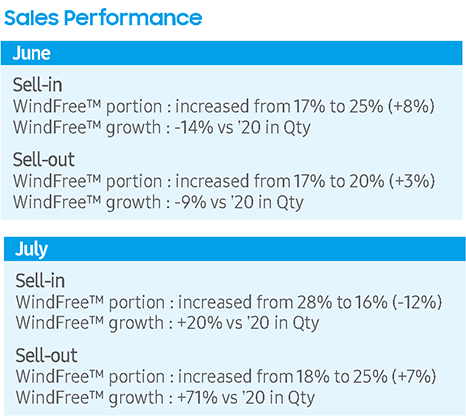 Sales Performance
June
Sell-in
WindFree™ portion : increased from 17% to 25% (+8%)
WindFree™ growth : -14% vs '20 in Qty
Sell-out
WindFree™ portion : increased from 17% to 20% (+3%)
WindFree™ growth : -9% vs '20 in Qty
July
Sell-in
WindFree™ portion : increased from 28% to 16% (-12%)
WindFree™ growth : +20% vs '20 in Qty
Sell-out
WindFree™ portion : increased from 18% to 25% (+7%)
WindFree™ growth : +71% vs '20 in Qty